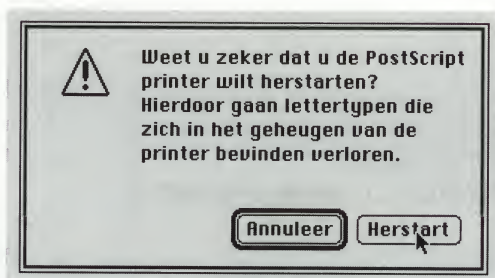 Weet u zeker dat u de PostScript
printer wilt herstarten?
Hierdoor gaan lettertypen die
zich in het geheugen van de
printer bevinden verloren.
Annuleer Herstart